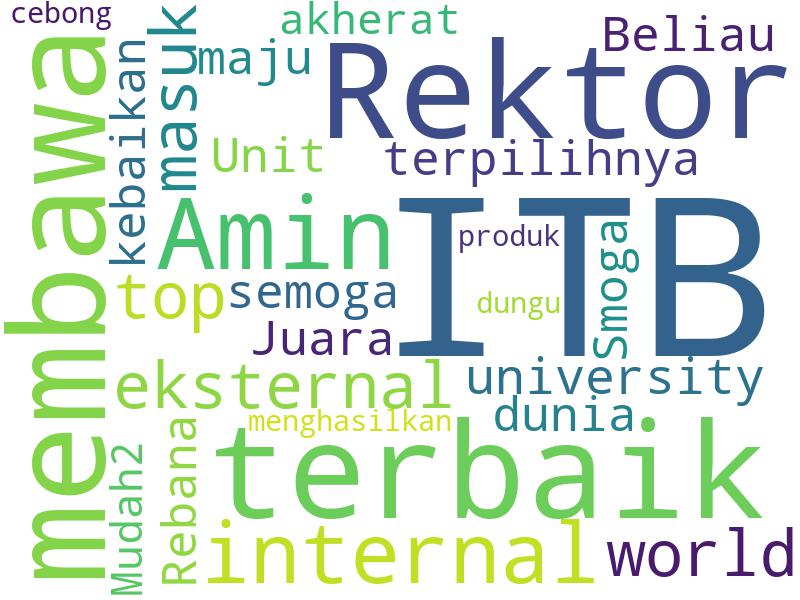 cebong
akherat
Beliau
membawa
kebaikan
masuk
maju
Rektor
Unit
terpilihnya
Amin
ITB
produk
Smoga
top
semoga
dungu
Juara
eksternal
university
menghasilkan
dunia
Mudah2
Rebana
terbaik
internal
world